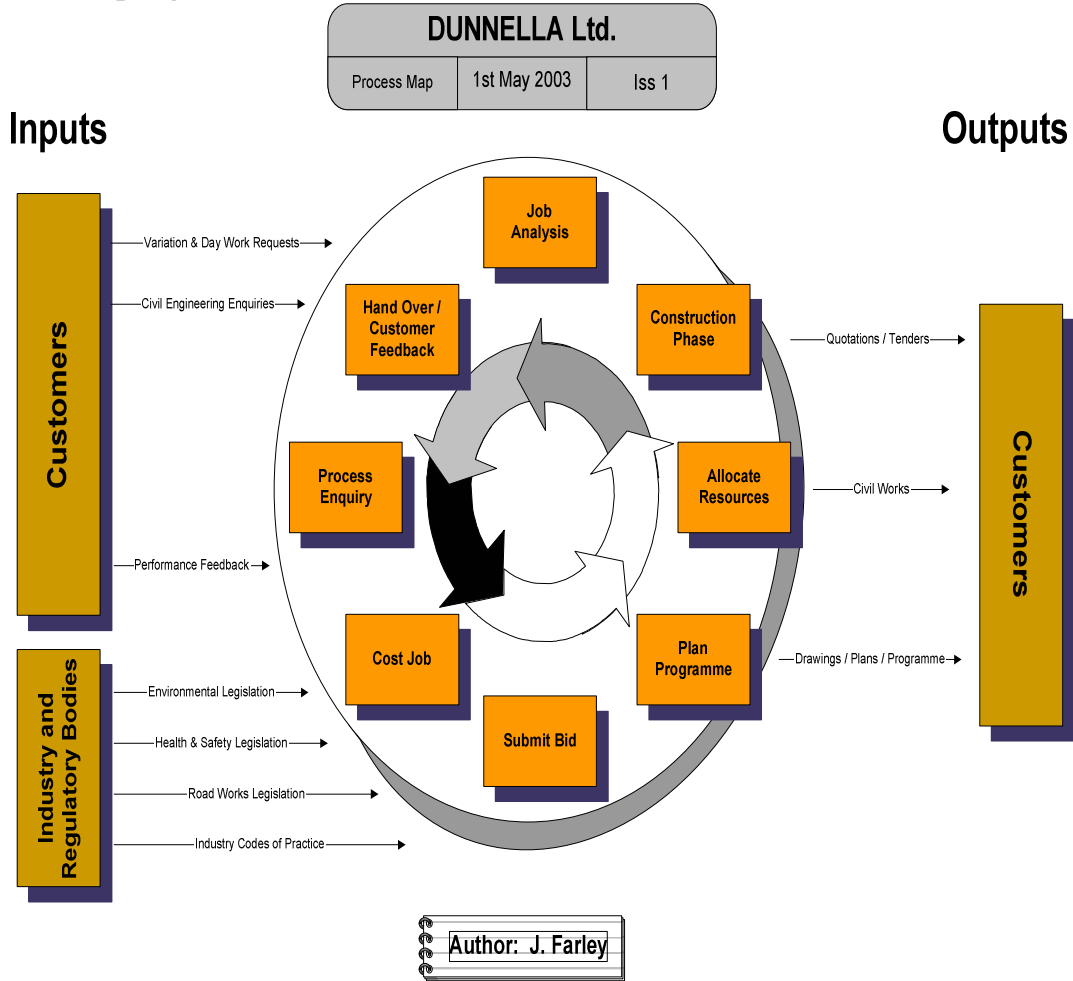 DUNNELLA Ltd.
Process Map
1st May 2003
Iss 1
Inputs
Outputs
Customers
Industry and
Regulatory Bodies
Variation & Day Work Requests
Civil Engineering Enquiries
Performance Feedback
Environmental Legislation
Health & Safety Legislation
Road Works Legislation
Industry Codes of Practice
Job
Analysis
Hand Over /
Customer
Feedback
Construction
Phase
Process
Enquiry
Allocate
Resources
Cost Job
Plan
Programme
Submit Bid
Quotations / Tenders
Civil Works
Drawings / Plans / Programme
Customers
Author: J. Farley